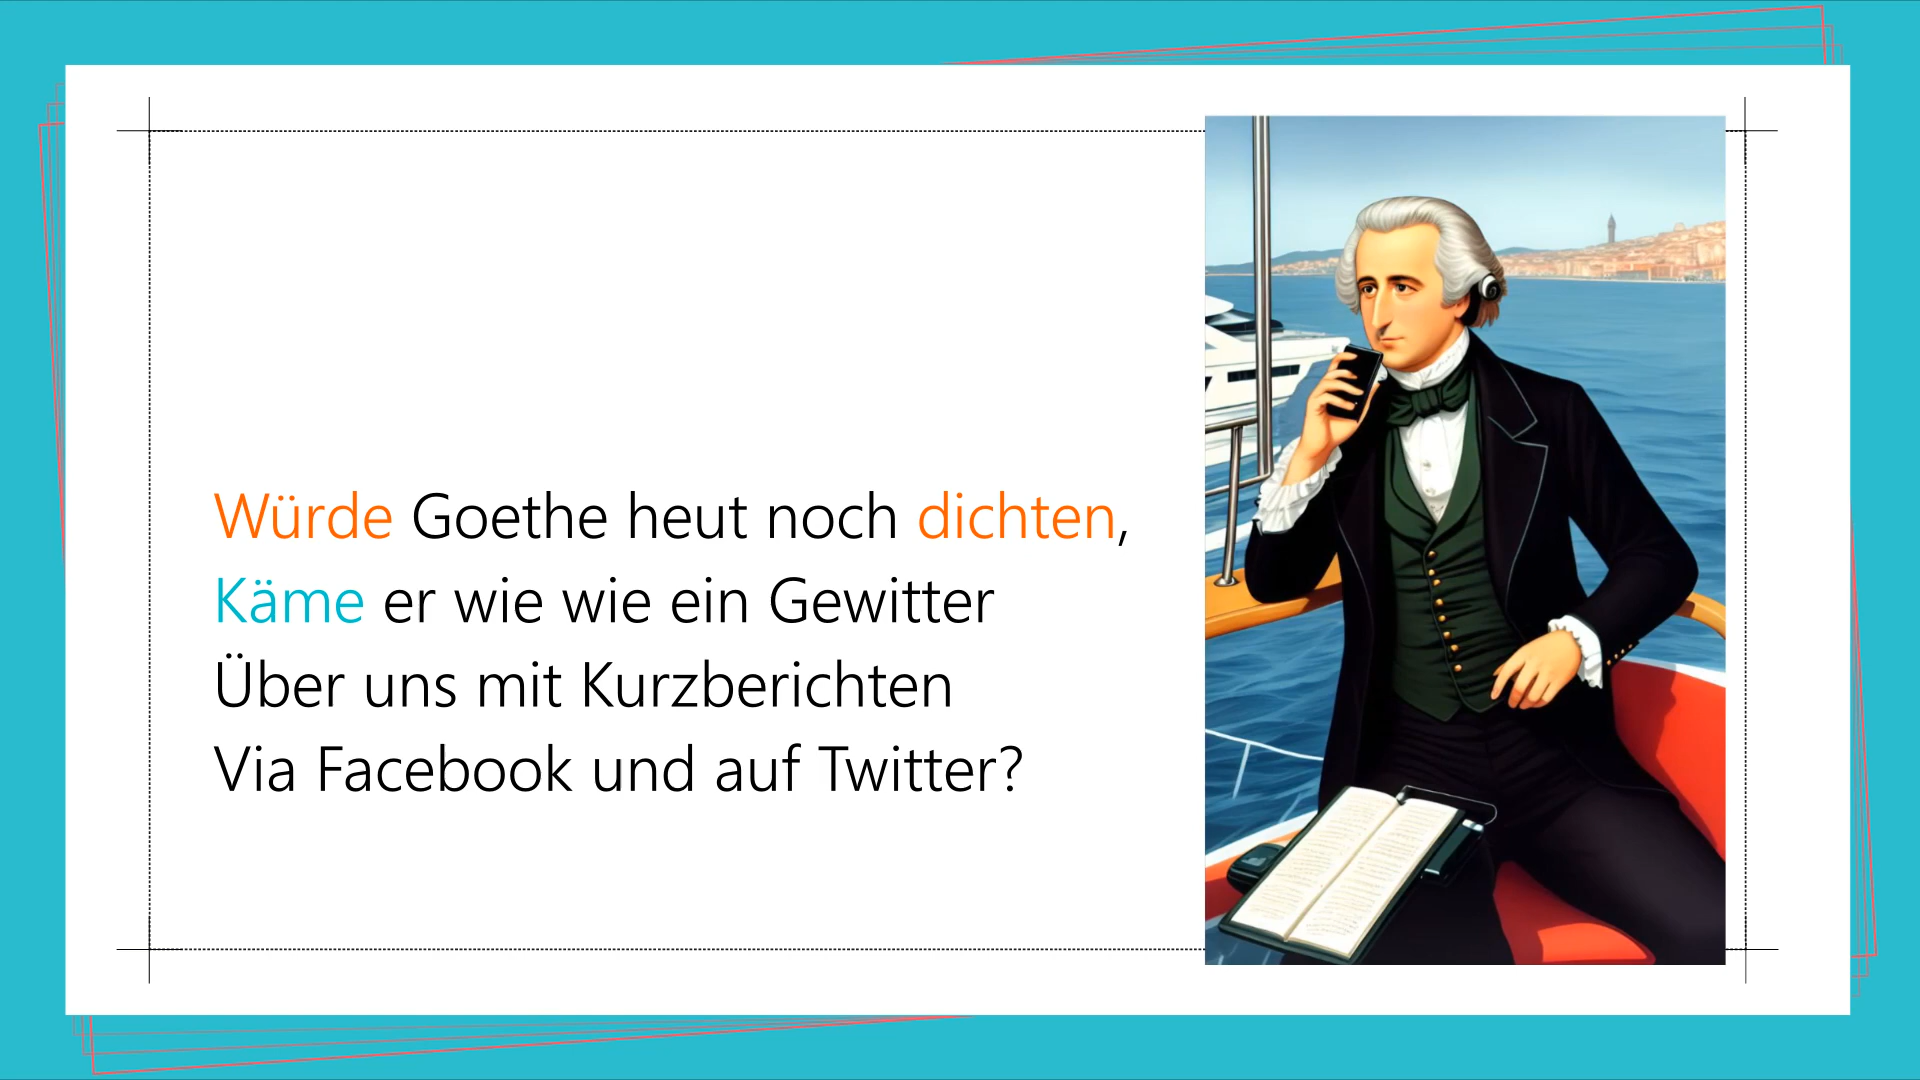 Würde Goethe heut noch dichten,
Käme er wie wie ein Gewitter
Über uns mit Kurzberichten
Via Facebook und auf Twitter?